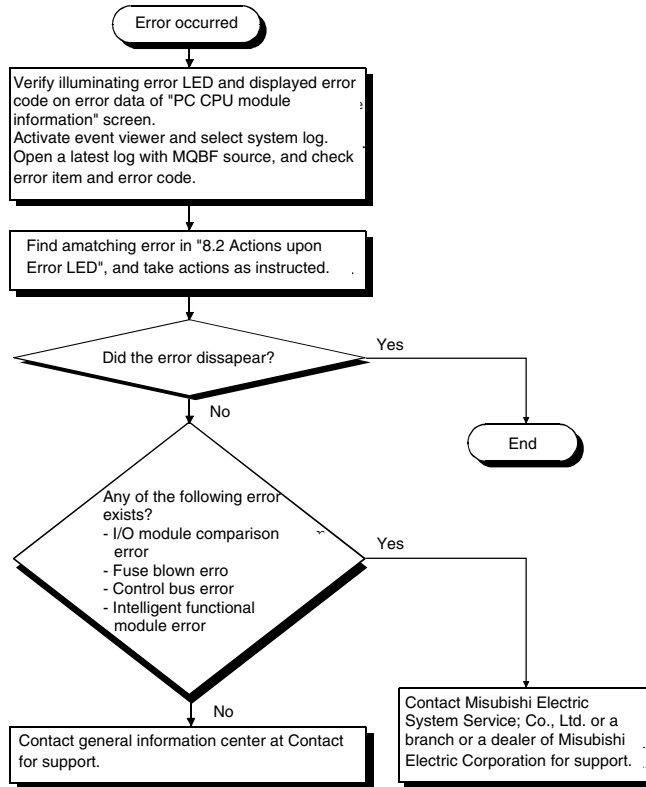 Error occurred
Verify illuminating error LED and displayed error
code on error data of "PC CPU module
information" screen.
Activate event viewer and select system log.
Open a latest log with MQBF source, and check
error item and error code.
Find amatching error in "8.2 Actions upon
Error LED", and take actions as instructed.
Did the error dissapear?
Yes
No
End
Any of the following error
exists?
- I/O module comparison
error
- Fuse blown erro
- Control bus error
- Intelligent functional
module error
Yes
No
Contact general information center at Contact
for support.
Contact Misubishi Electric
System Service; Co., Ltd. or a
branch or a dealer of Misubishi
Electric Corporation for support.